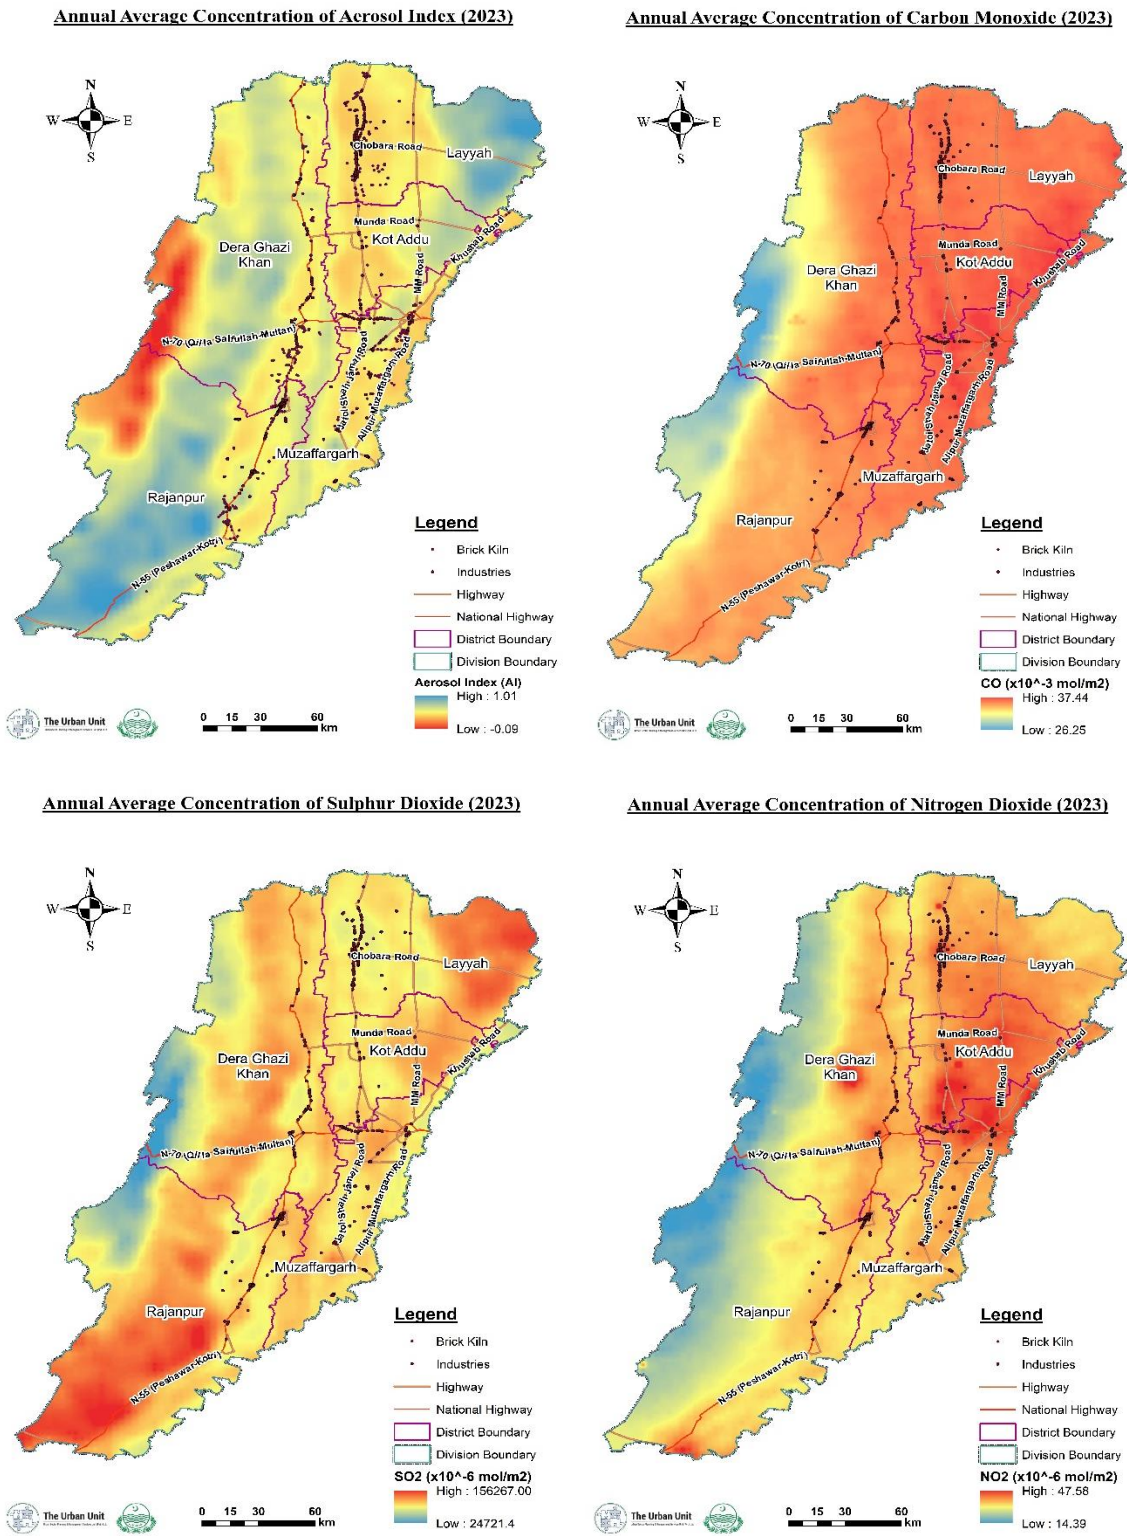 Annual Average Concentration of Aerosol Index (2023)
N
W
E
S
Chobara Road
Layyah
Munda Road
Kot Addu
Khushab Road
MM Road
Dera Ghazi
Khan
N-70 (Qilla Saifullah-Multan)
Jatoi Shah Jamal Road
Alipur Muzaffargarh Road
Muzaffargarh
Rajanpur
N-55 (Peshawar-Kotri)
Legend
Brick Kiln
Industries
Highway
National Highway
District Boundary
Division Boundary
Aerosol Index (AI)
High : 1.01
Low : -0.09
The Urban Unit
0 15 30 60
km
Annual Average Concentration of Carbon Monoxide (2023)
N
W
E
S
Chobara Road
Layyah
Munda Road
Kot Addu
Khushab Road
MM Road
Dera Ghazi
Khan
N-70 (Qilla Saifullah-Multan)
Jatoi Shah Jamal Road
Alipur Muzaffargarh Road
Muzaffargarh
Rajanpur
N-55 (Peshawar-Kotri)
Legend
Brick Kiln
Industries
Highway
National Highway
District Boundary
Division Boundary
CO (x10^-3 mol/m2)
High : 37.44
Low : 26.25
The Urban Unit
0 15 30 60
km
Annual Average Concentration of Sulphur Dioxide (2023)
N
W
E
S
Chobara Road
Layyah
Munda Road
Kot Addu
Khushab Road
MM Road
Dera Ghazi
Khan
N-70 (Qilla Saifullah-Multan)
Jatoi Shah Jamal Road
Alipur Muzaffargarh Road
Muzaffargarh
Rajanpur
N-55 (Peshawar-Kotri)
Legend
Brick Kiln
Industries
Highway
National Highway
District Boundary
Division Boundary
SO2 (x10^-6 mol/m2)
High : 156267.00
Low : 24721.4
The Urban Unit
0 15 30 60
km
Annual Average Concentration of Nitrogen Dioxide (2023)
N
W
E
S
Chobara Road
Layyah
Munda Road
Kot Addu
Khushab Road
MM Road
Dera Ghazi
Khan
N-70 (Qilla Saifullah-Multan)
Jatoi Shah Jamal Road
Alipur Muzaffargarh Road
Muzaffargarh
Rajanpur
N-55 (Peshawar-Kotri)
Legend
Brick Kiln
Industries
Highway
National Highway
District Boundary
Division Boundary
NO2 (x10^-6 mol/m2)
High : 47.58
Low : 14.39
The Urban Unit
0 15 30 60
km